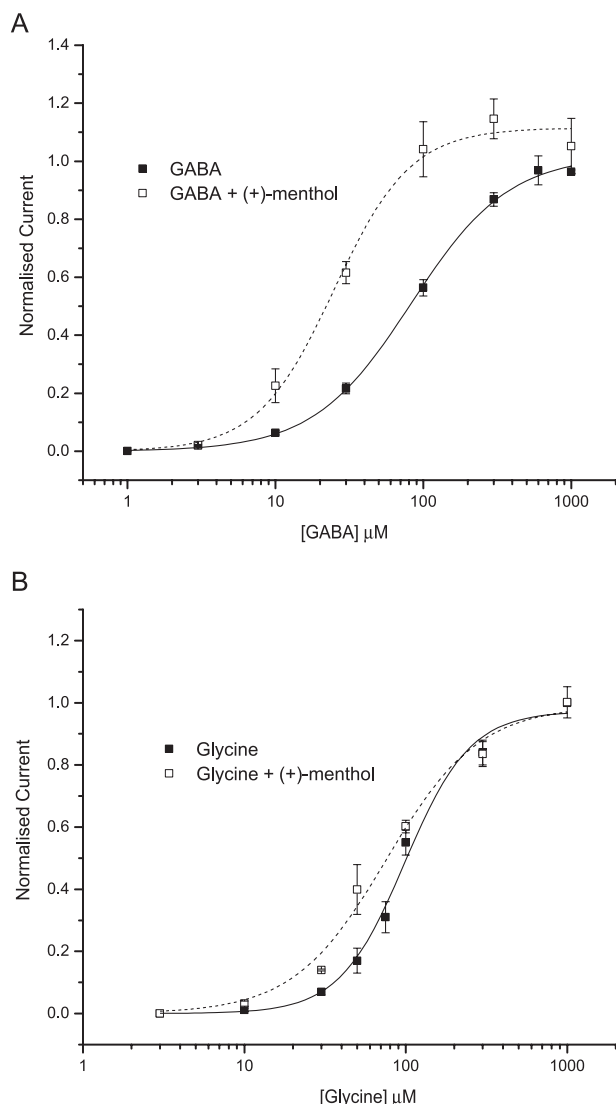 A
1.4
1.2
1.0
0.8
0.6
0.4
0.2
0.0
Normalised Current
GABA
GABA + (+)-menthol
1
10
100
1000
[GABA] μM
B
1.2
1.0
0.8
0.6
0.4
0.2
0.0
Normalised Current
Glycine
Glycine + (+)-menthol
1
10
100
1000
[Glycine] μM